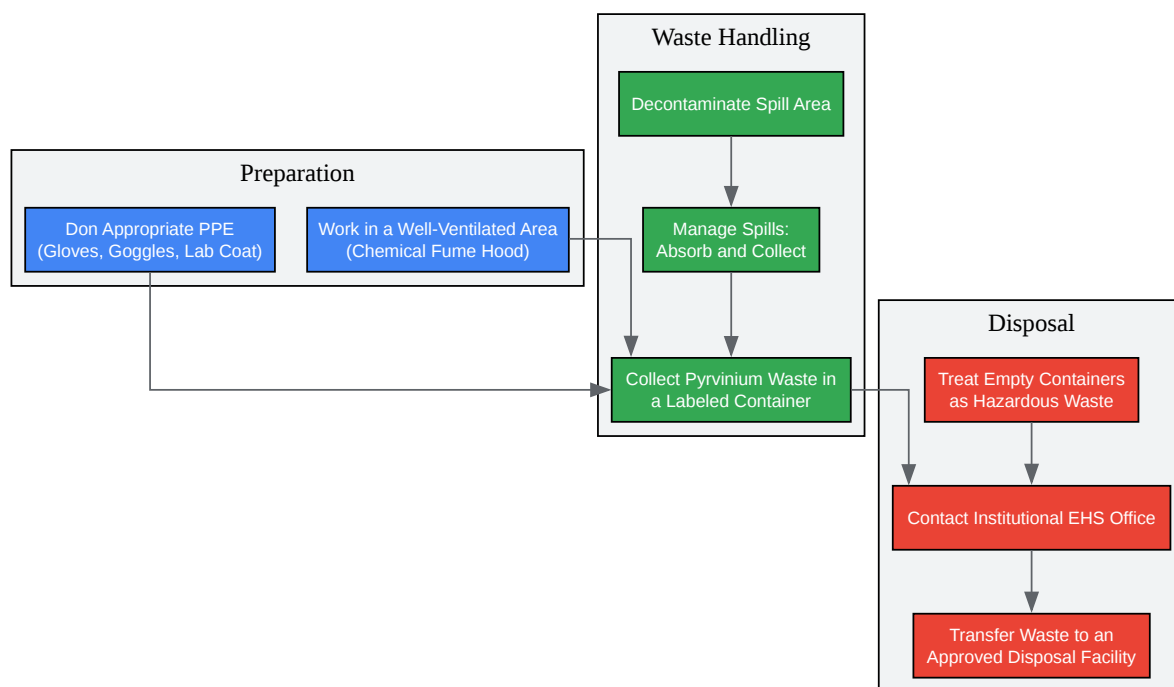 Waste Handling
Decontaminate Spill Area
Preparation
Don Appropriate PPE
(Gloves, Goggles, Lab Coat)
Work in a Well-Ventilated Area
(Chemical Fume Hood)
Manage Spills:
Absorb and Collect
Disposal
Collect Pyrvinium Waste in
a Labeled Container
Treat Empty Containers
as Hazardous Waste
Contact Institutional EHS Office
Transfer Waste to an
Approved Disposal Facility